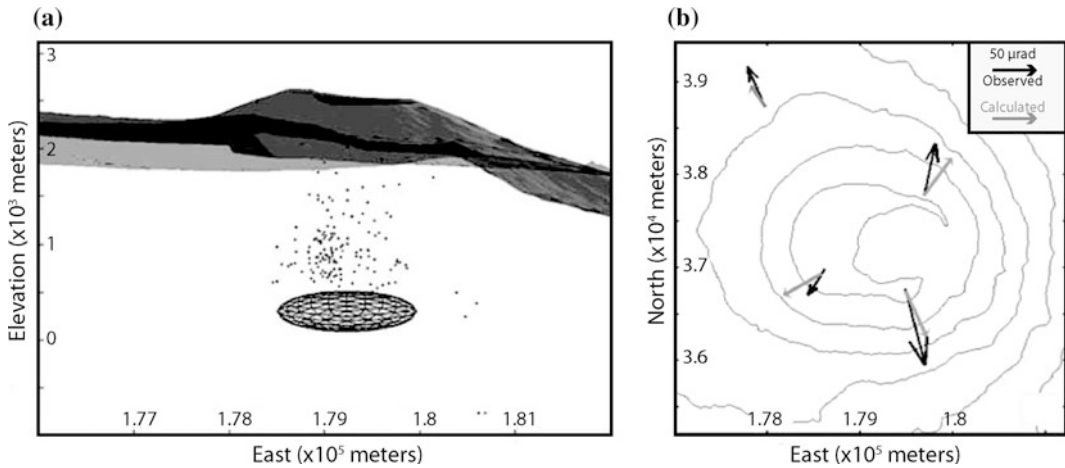 (a)
3
2
1
0
Elevation (x10³ meters)
1.77
1.78
1.79
1.8
1.81
East (x10⁵ meters)
(b)
50 µrad
Observed
Calculated
3.9
3.8
3.7
3.6
North (x10⁴ meters)
1.78
1.79
1.8
East (x10⁵ meters)